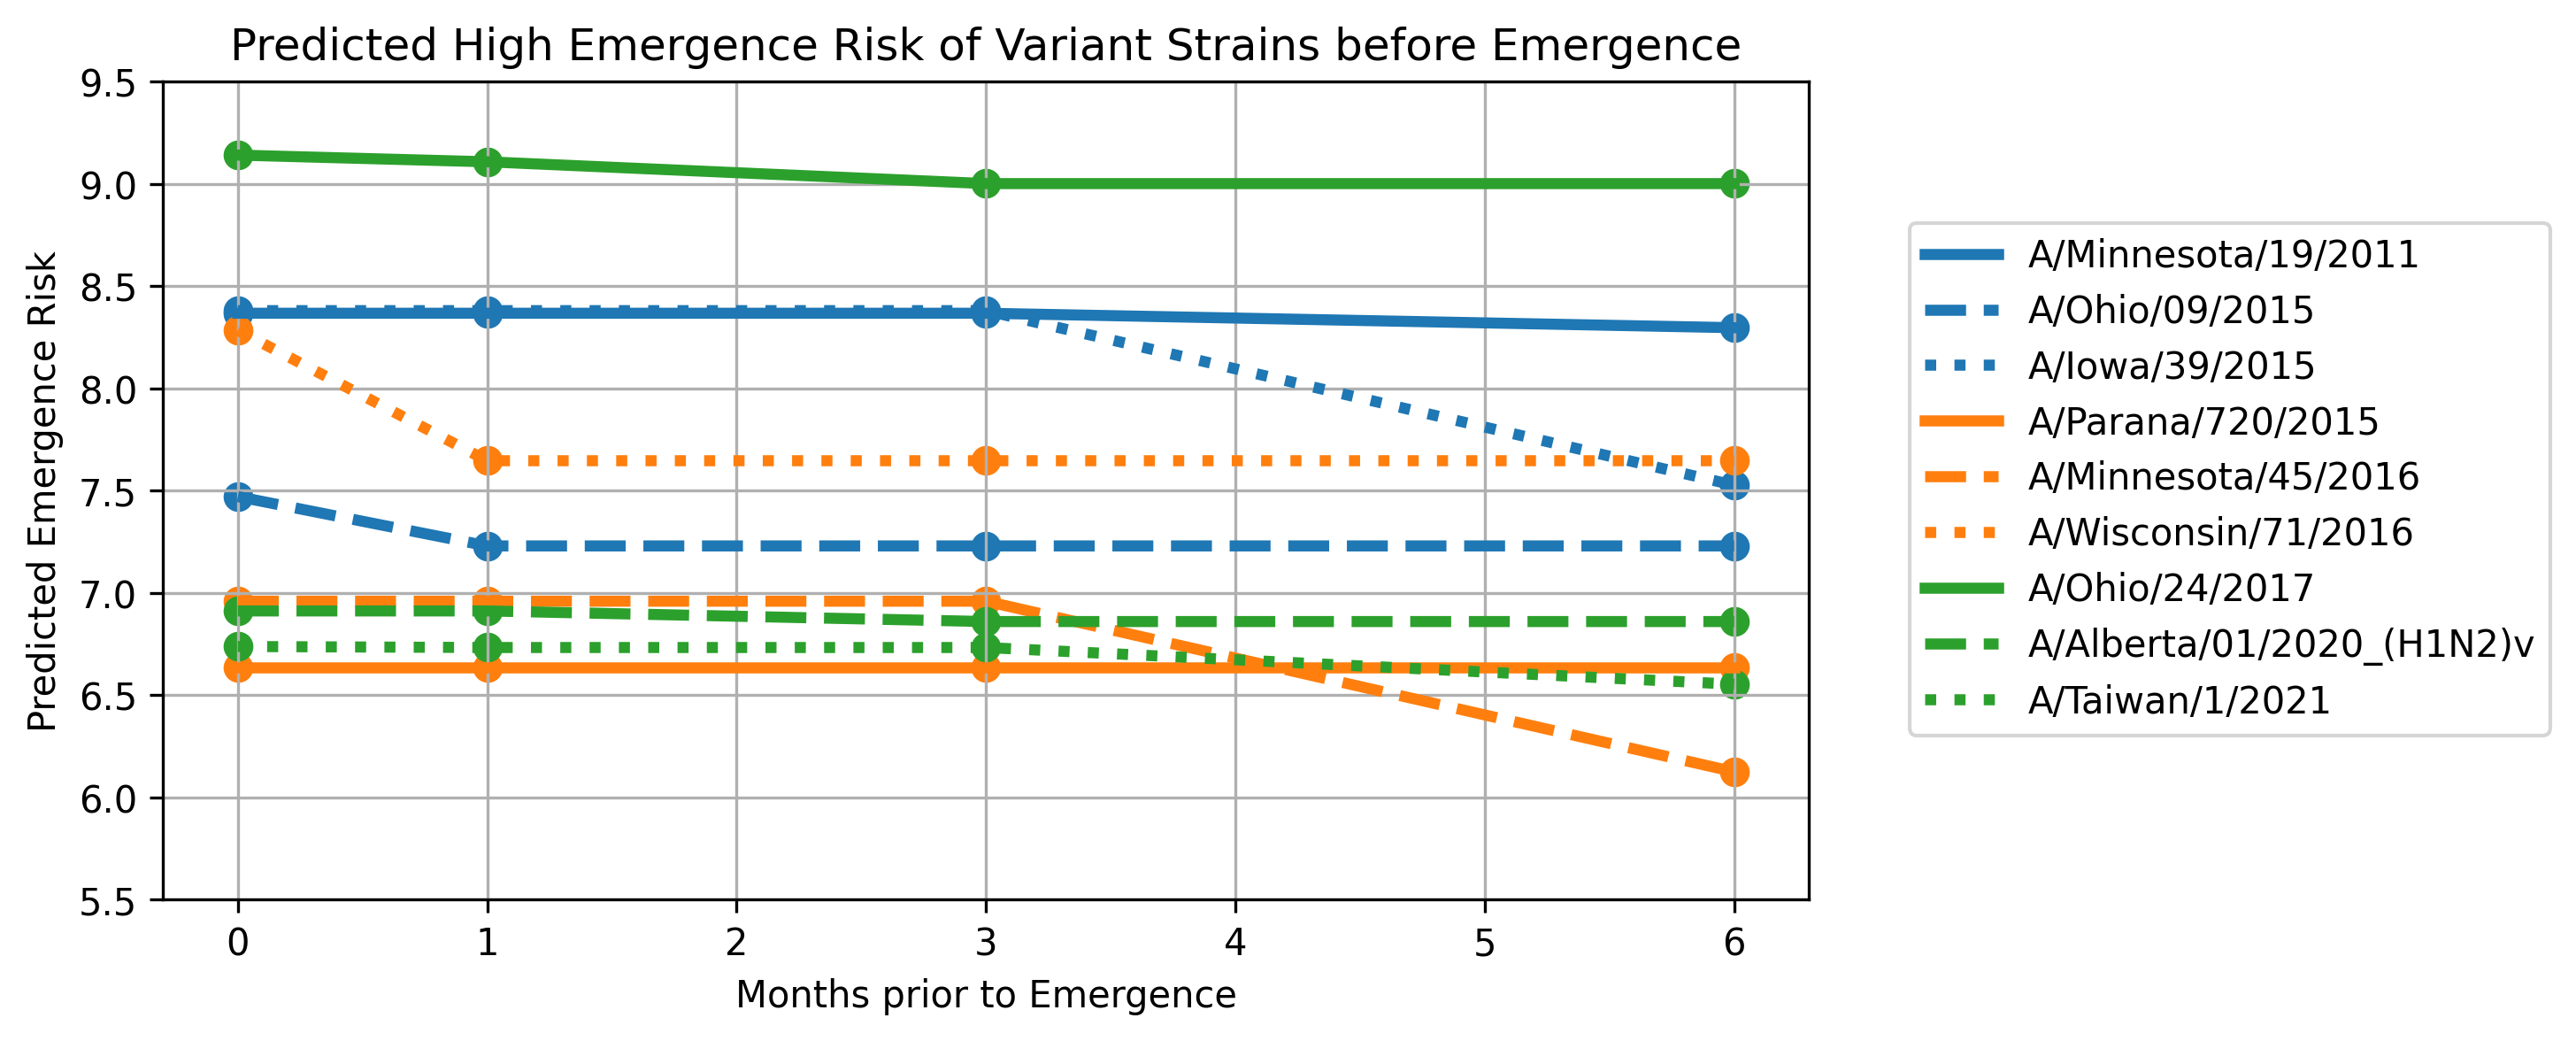 Predicted High Emergence Risk of Variant Strains before Emergence
Predicted Emergence Risk
9.5
9.0
8.5
8.0
7.5
7.0
6.5
6.0
5.5
0 1 2 3 4 5 6
Months prior to Emergence
A/Minnesota/19/2011
A/Ohio/09/2015
A/Iowa/39/2015
A/Parana/720/2015
A/Minnesota/45/2016
A/Wisconsin/71/2016
A/Ohio/24/2017
A/Alberta/01/2020_(H1N2)v
A/Taiwan/1/2021